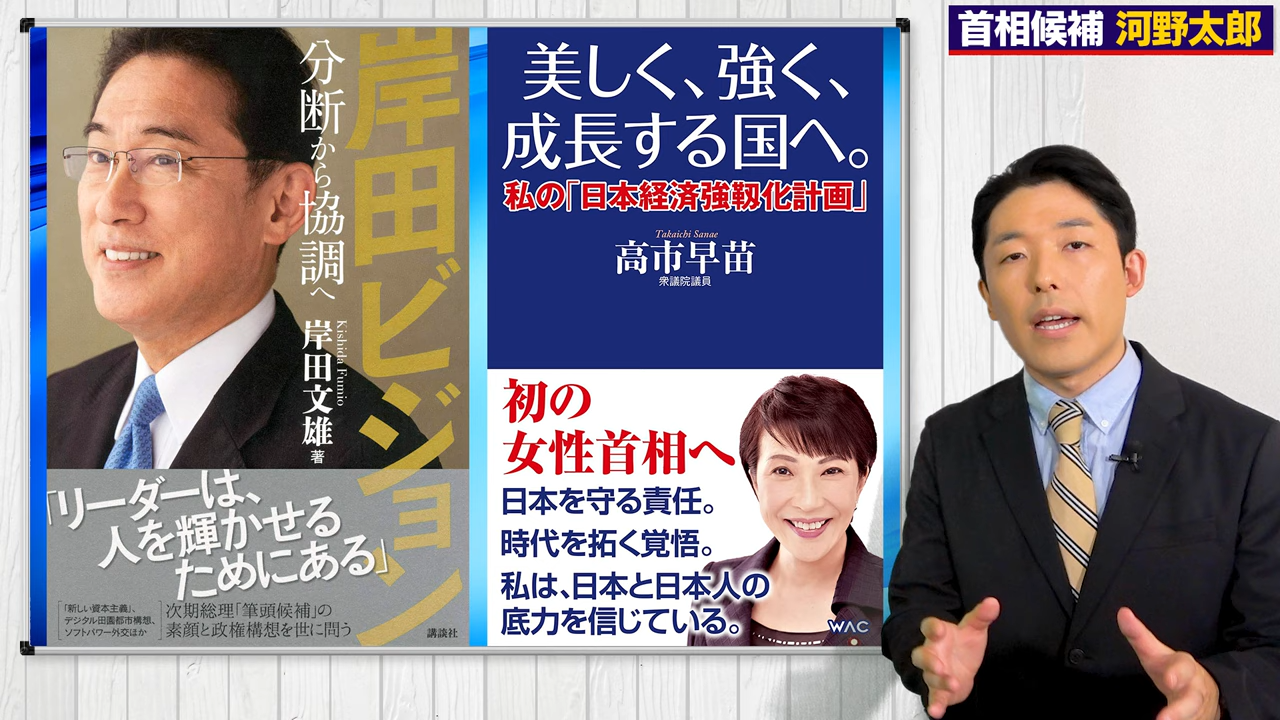 首相候補 河野太郎
岸田ビジョン
分断から協調へ
Kishida Fumio
岸田文雄 著
「リーダーは、
人を輝かせる
ためにある」
「新しい資本主義」、
デジタル田園都市構想、
ソフトパワー外交ほか
次期総理「筆頭候補」の
素顔と政権構想を世に問う
講談社
美しく、強く、
成長する国へ。
私の「日本経済強靱化計画」
Takaichi Sanae
高市早苗
衆議院議員
初の
女性首相へ
日本を守る責任。
時代を拓く覚悟。
私は、日本と日本人の
底力を信じている。
WAC